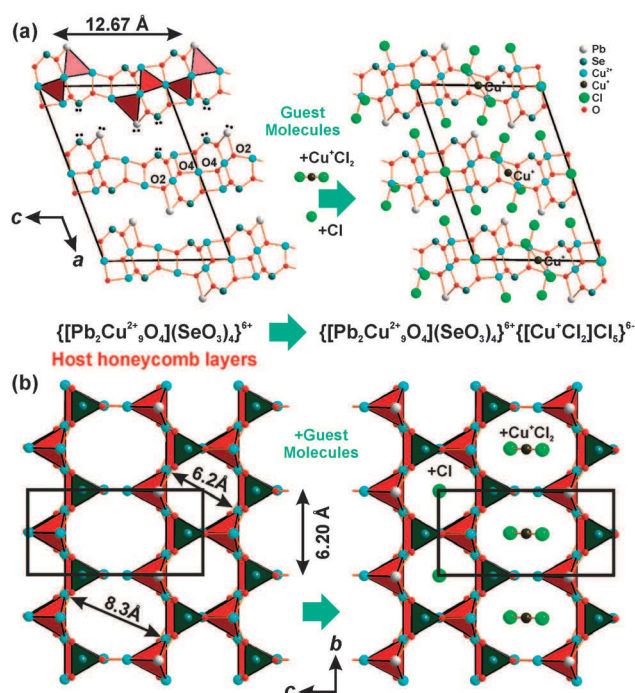 (a)
12.67 Å
Pb
Se
Cu²⁺
Cu⁺
Cl
O
Cu⁺
Guest
Molecules
+Cu⁺Cl₂
+Cl
O2
O4
O4
O2
Cu⁺
Cu⁺
c
a
{[Pb₂Cu²⁺₉O₄](SeO₃)₄}⁶⁺
{[Pb₂Cu²⁺₉O₄](SeO₃)₄}⁶⁺{[Cu⁺Cl₂]Cl₅}⁶⁻
Host honeycomb layers
(b)
+Guest
Molecules
+Cu⁺Cl₂
+Cl
6.2Å
6.20 Å
8.3Å
b
c